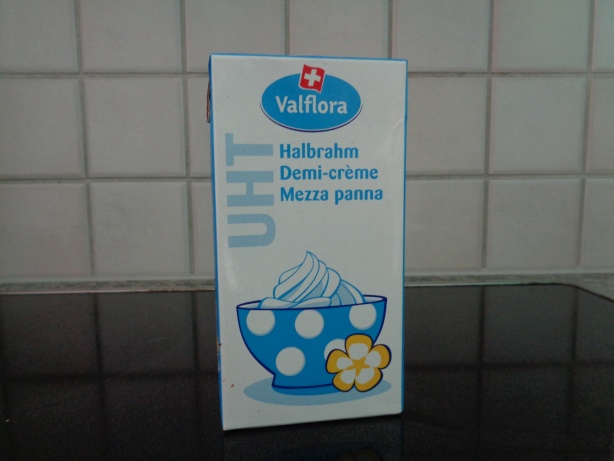 Valflora
UHT
Halbrahm
Demi-crème
Mezza panna